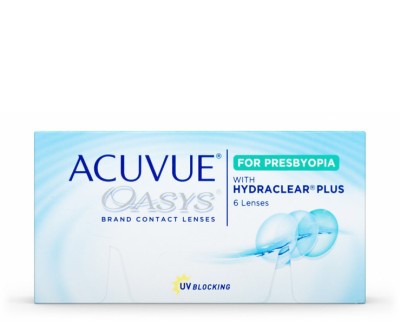 ACUVUE®
OASYS®
BRAND CONTACT LENSES
FOR PRESBYOPIA
WITH
HYDRACLEAR® PLUS
6 Lenses
UV BLOCKING